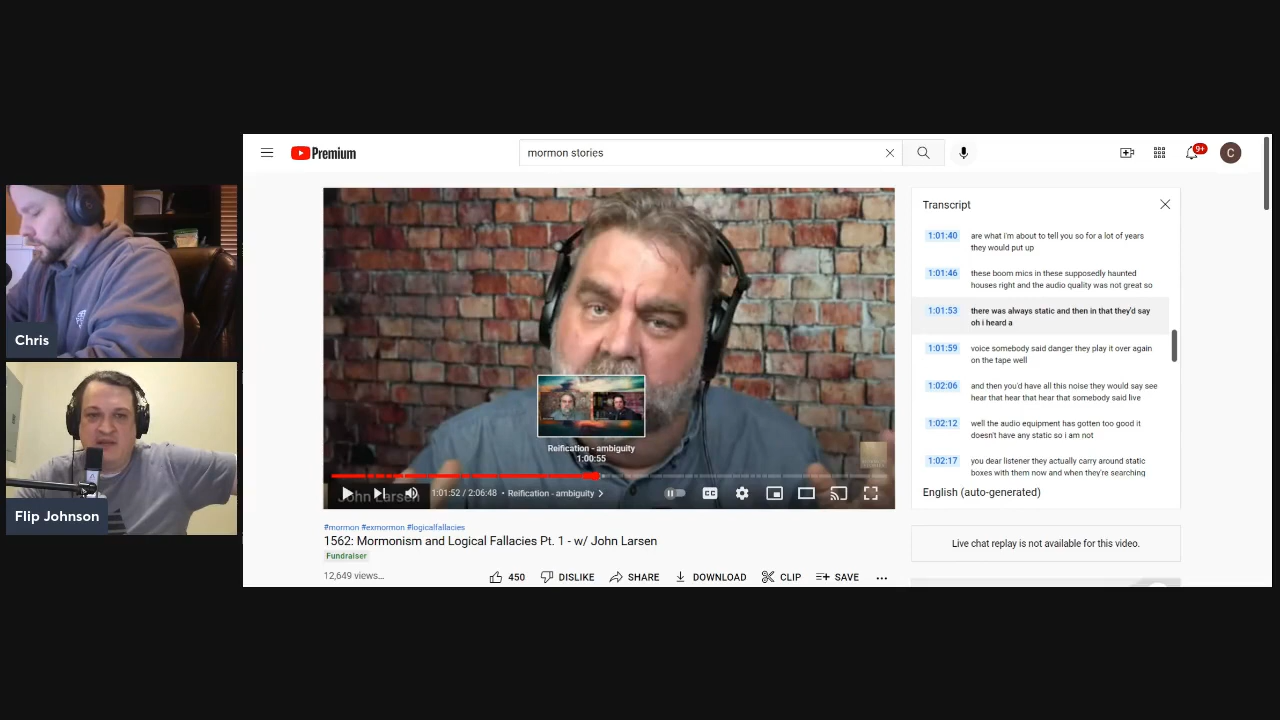 Premium
mormon stories
9+
C
Chris
Flip Johnson
Reification - ambiguity
1:00:55
John Larsen
1:01:52 / 2:06:48 • Reification - ambiguity
CC
#mormon #exmormon #logicalfallacies
1562: Mormonism and Logical Fallacies Pt. 1 - w/ John Larsen
Fundraiser
12,649 views...
450
DISLIKE
SHARE
DOWNLOAD
CLIP
SAVE
Transcript
1:01:40
are what i'm about to tell you so for a lot of years
they would put up
1:01:46
these boom mics in these supposedly haunted
houses right and the audio quality was not great so
1:01:53
there was always static and then in that they'd say
oh i heard a
1:01:59
voice somebody said danger they play it over again
on the tape well
1:02:06
and then you'd have all this noise they would say see
hear that hear that hear that somebody said live
1:02:12
well the audio equipment has gotten too good it
doesn't have any static so i am not
1:02:17
you dear listener they actually carry around static
boxes with them now and when they're searching
English (auto-generated)
Live chat replay is not available for this video.